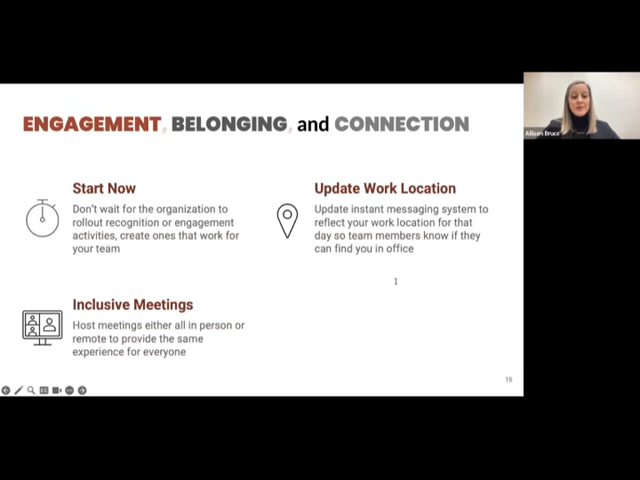 ENGAGEMENT, BELONGING, and CONNECTION
Start Now
Don't wait for the organization to
rollout recognition or engagement
activities, create ones that work for
your team
Update Work Location
Update instant messaging system to
reflect your work location for that
day so team members know if they
can find you in office
Inclusive Meetings
Host meetings either all in person or
remote to provide the same
experience for everyone
16
Allison Bruce